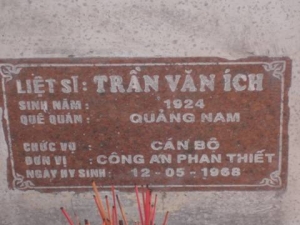 LIỆT SĨ: TRẦN VĂN ÍCH
SINH NĂM : 1924
QUÊ QUÁN : QUẢNG NAM
CHỨC VỤ : CÁN BỘ
ĐƠN VỊ : CÔNG AN PHAN THIẾT
NGÀY HY SINH : 12-05-1968